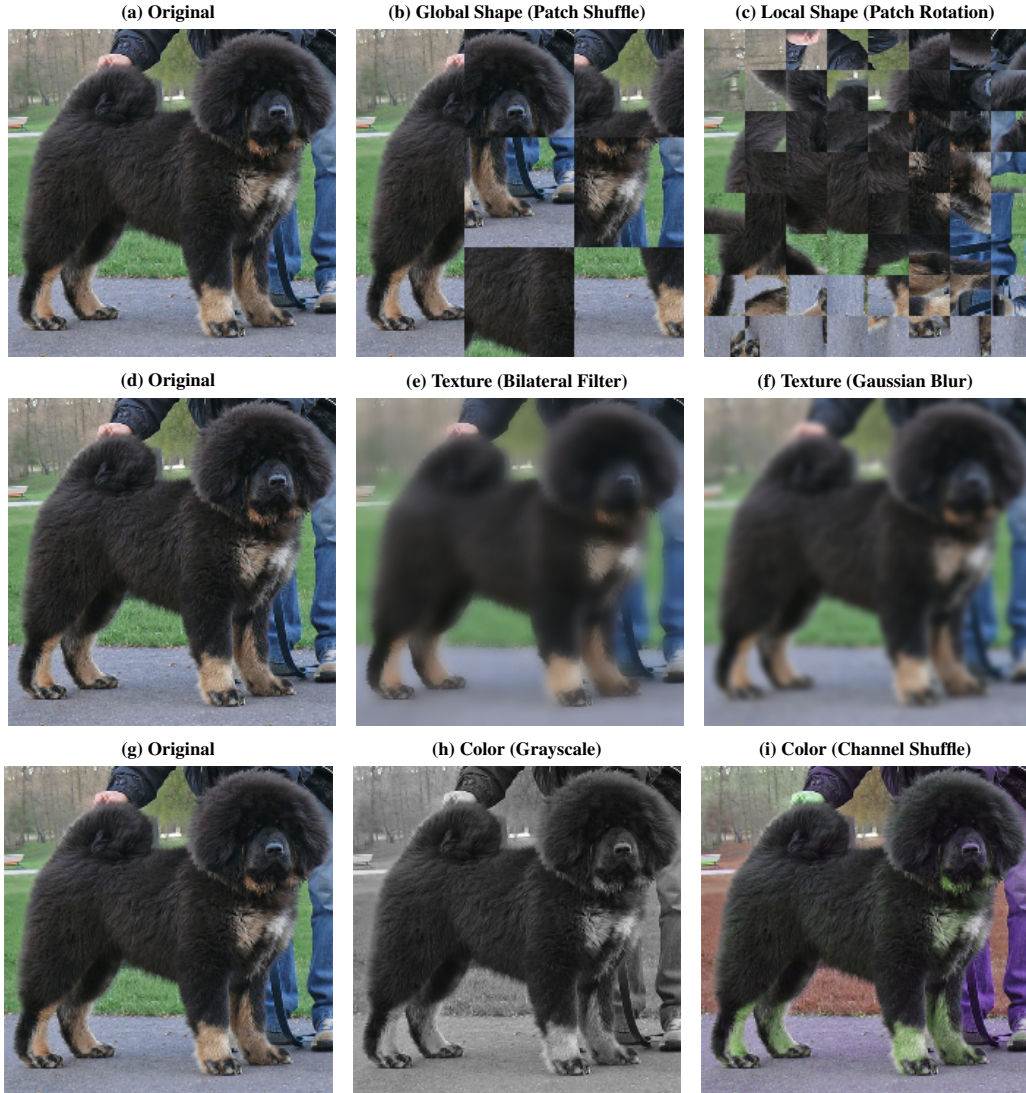 (a) Original
(b) Global Shape (Patch Shuffle)
(c) Local Shape (Patch Rotation)
(d) Original
(e) Texture (Bilateral Filter)
(f) Texture (Gaussian Blur)
(g) Original
(h) Color (Grayscale)
(i) Color (Channel Shuffle)